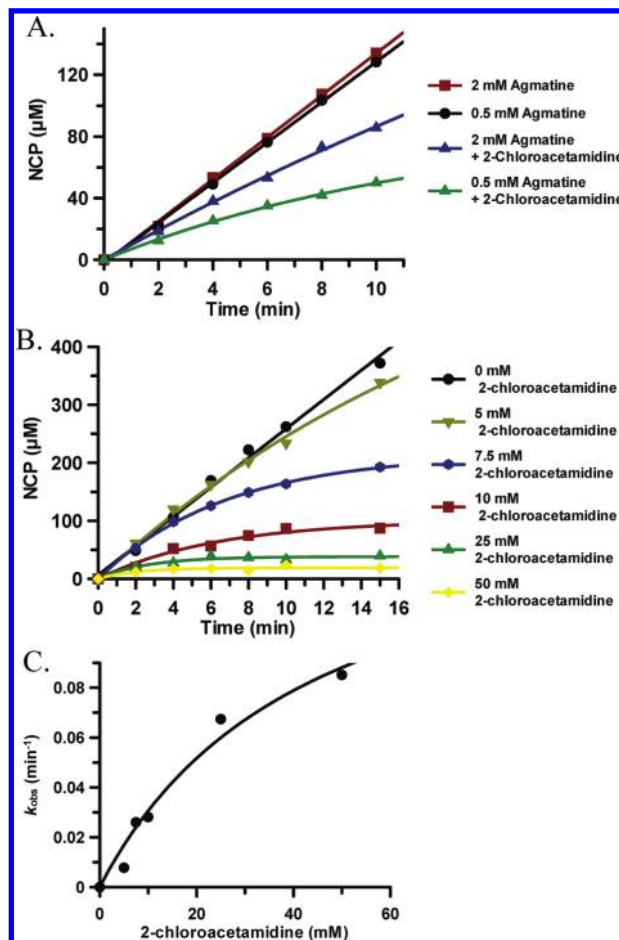 A.
NCP (µM)
120
80
40
0
0 2 4 6 8 10
Time (min)
2 mM Agmatine
0.5 mM Agmatine
2 mM Agmatine
+ 2-Chloroacetamidine
0.5 mM Agmatine
+ 2-Chloroacetamidine
B.
NCP (µM)
400
300
200
100
0
0 2 4 6 8 10 12 14 16
Time (min)
0 mM
2-chloroacetamidine
5 mM
2-chloroacetamidine
7.5 mM
2-chloroacetamidine
10 mM
2-chloroacetamidine
25 mM
2-chloroacetamidine
50 mM
2-chloroacetamidine
C.
kobs (min⁻¹)
0.08
0.06
0.04
0.02
0
0 20 40 60
2-chloroacetamidine (mM)